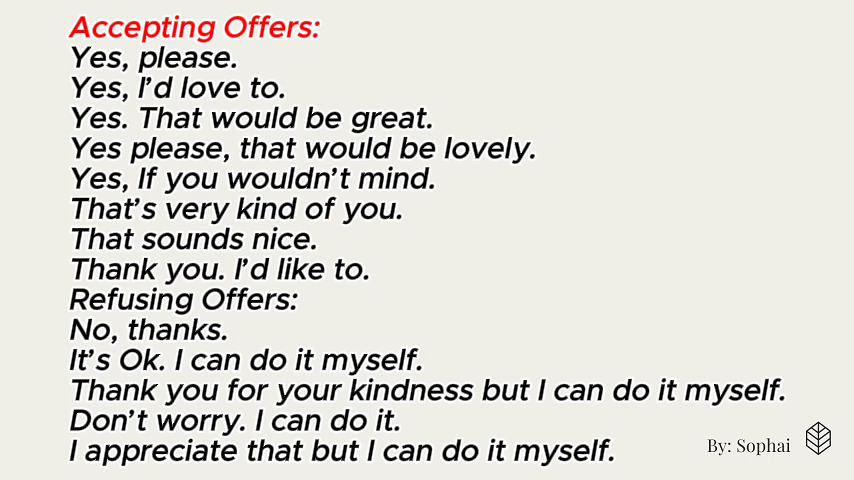 Accepting Offers:
Yes, please.
Yes, I’d love to.
Yes. That would be great.
Yes please, that would be lovely.
Yes, If you wouldn’t mind.
That’s very kind of you.
That sounds nice.
Thank you. I’d like to.
Refusing Offers:
No, thanks.
It’s Ok. I can do it myself.
Thank you for your kindness but I can do it myself.
Don’t worry. I can do it.
I appreciate that but I can do it myself.
By: Sophai